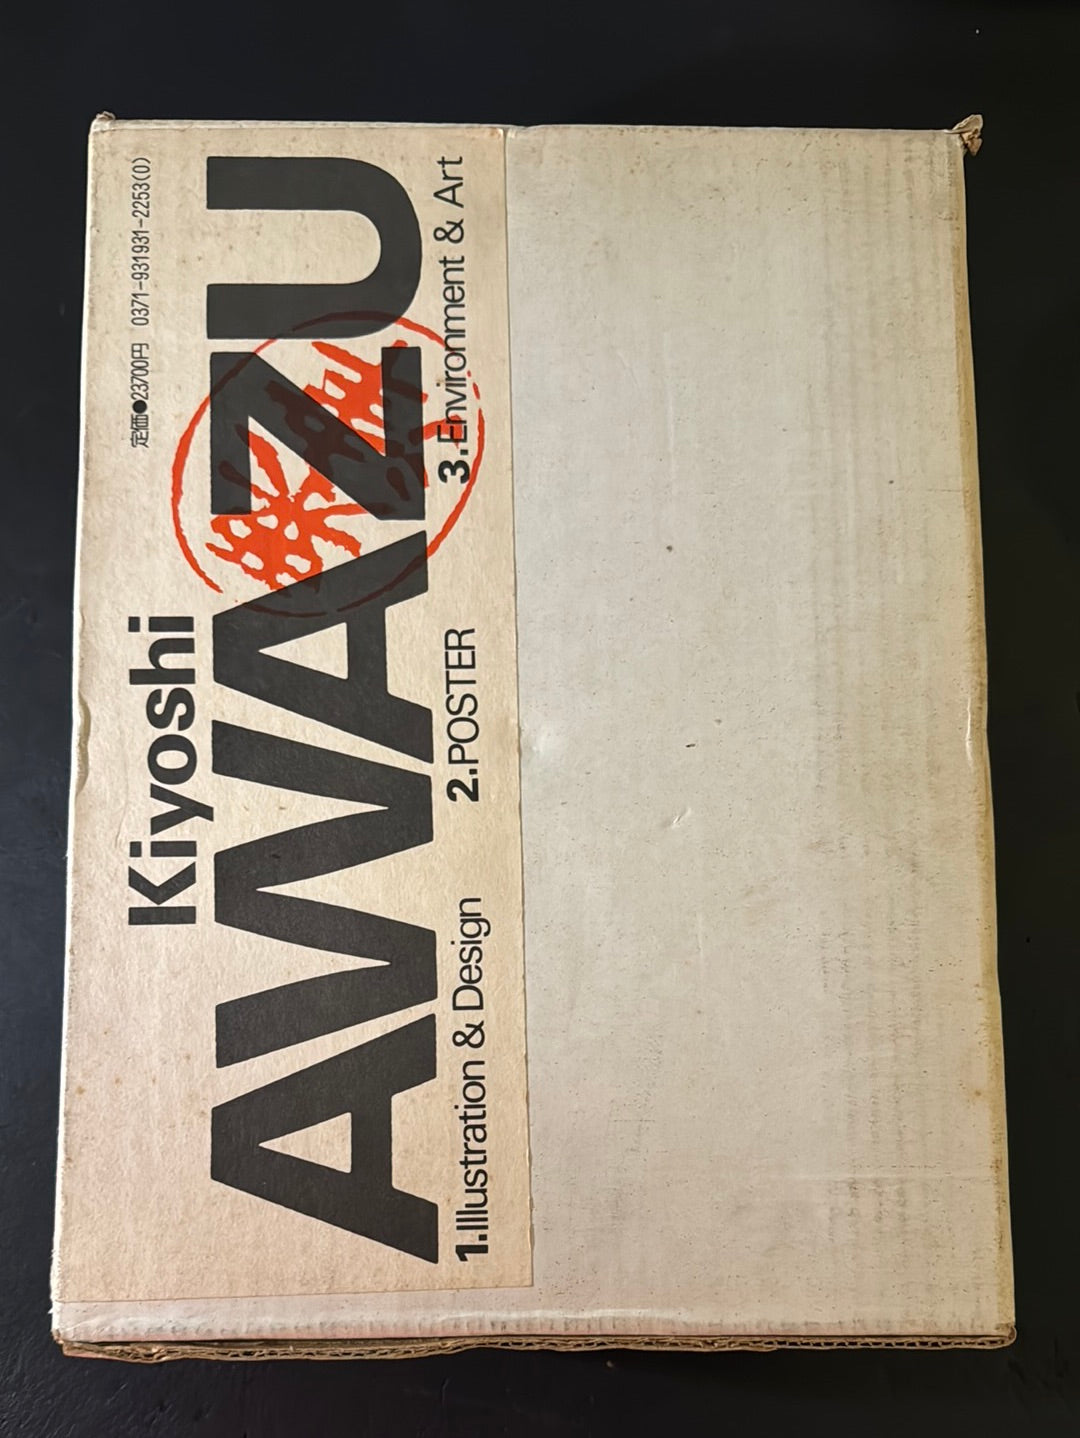 定価●23700円 0371-931931-2253(0)
Kiyoshi
AWAZU
1.Illustration & Design 2.POSTER 3.Environment & Art